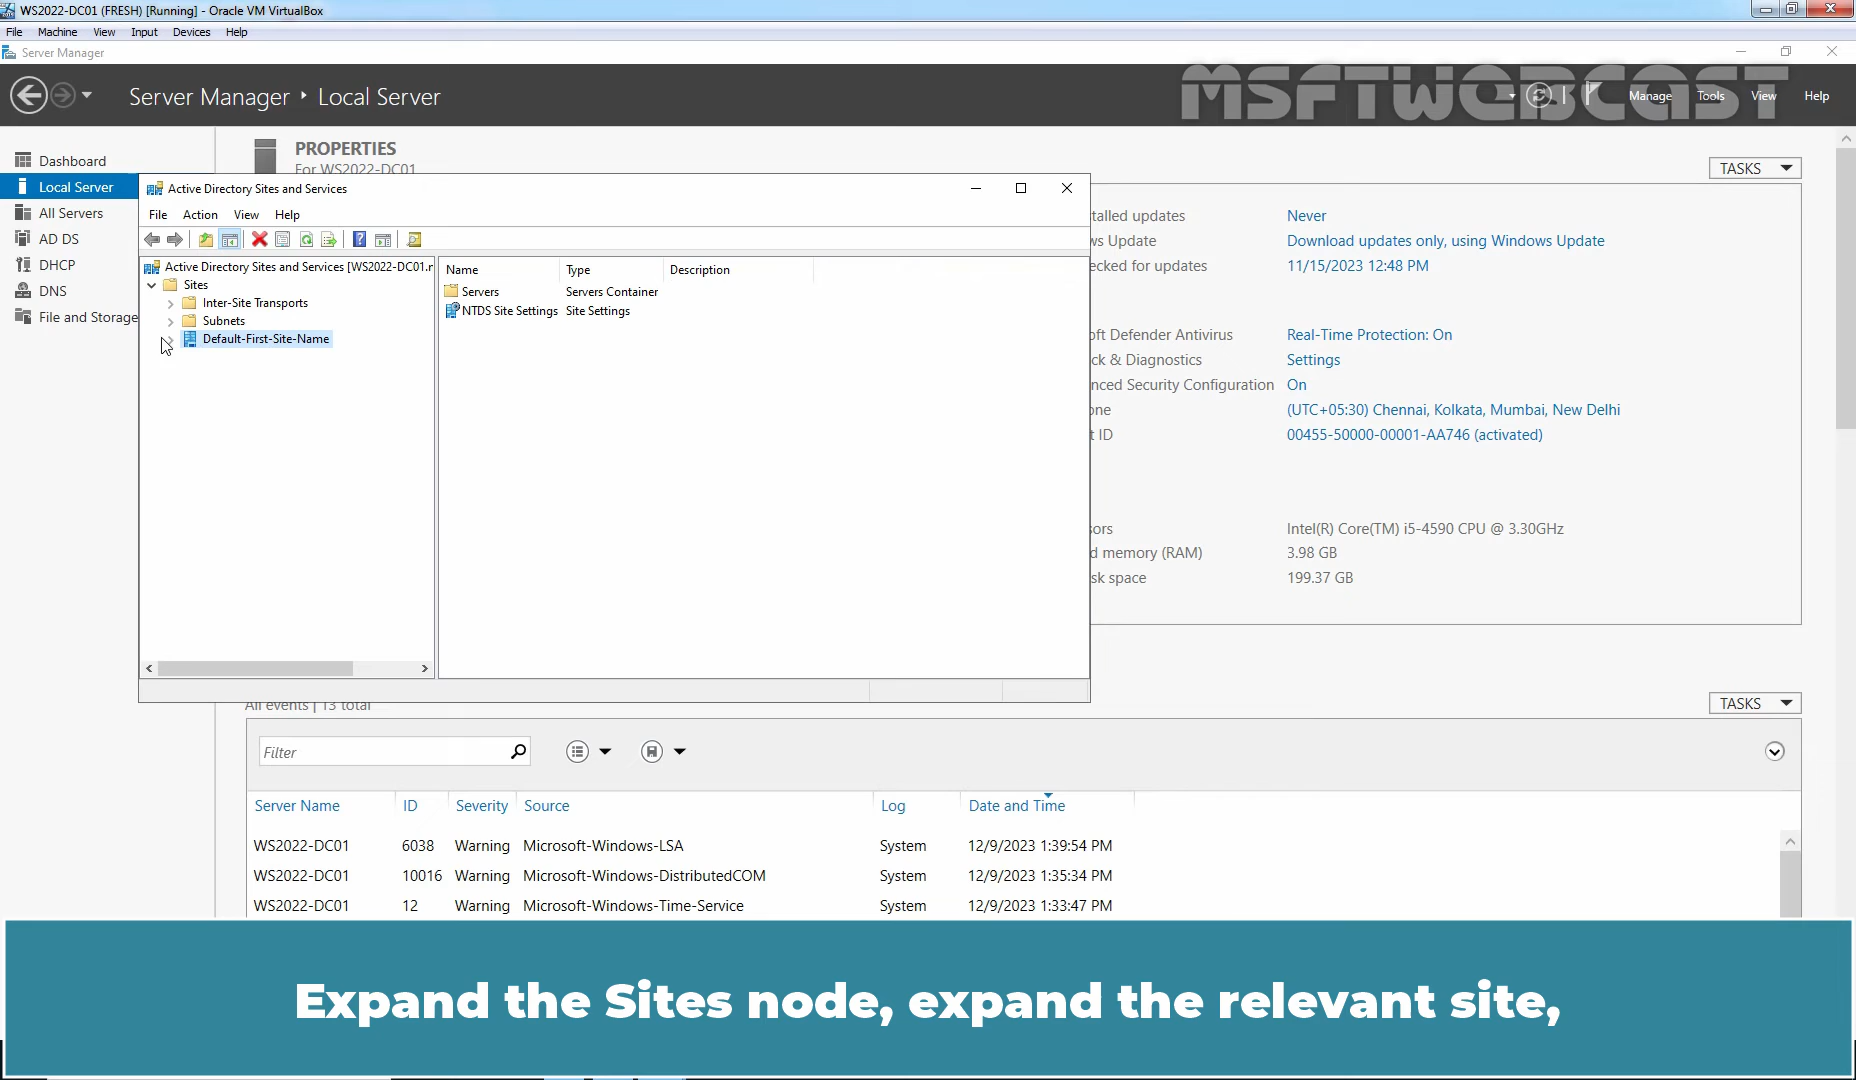 WS2022-DC01 (FRESH) [Running] - Oracle VM VirtualBox
File Machine View Input Devices Help
Server Manager
Server Manager ‣ Local Server
MSFTWEBCAST
Manage Tools View Help
Dashboard
Local Server
All Servers
AD DS
DHCP
DNS
File and Storage
PROPERTIES
For WS2022-DC01
TASKS
Active Directory Sites and Services
File Action View Help
Active Directory Sites and Services [WS2022-DC01.r
Sites
Inter-Site Transports
Subnets
Default-First-Site-Name
Name Type Description
Servers Servers Container
NTDS Site Settings Site Settings
talled updates Never
ws Update Download updates only, using Windows Update
ecked for updates 11/15/2023 12:48 PM
oft Defender Antivirus Real-Time Protection: On
ck & Diagnostics Settings
nced Security Configuration On
one (UTC+05:30) Chennai, Kolkata, Mumbai, New Delhi
t ID 00455-50000-00001-AA746 (activated)
sors Intel(R) Core(TM) i5-4590 CPU @ 3.30GHz
d memory (RAM) 3.98 GB
sk space 199.37 GB
All events | 13 total
TASKS
Filter
Server Name ID Severity Source Log Date and Time
WS2022-DC01 6038 Warning Microsoft-Windows-LSA System 12/9/2023 1:39:54 PM
WS2022-DC01 10016 Warning Microsoft-Windows-DistributedCOM System 12/9/2023 1:35:34 PM
WS2022-DC01 12 Warning Microsoft-Windows-Time-Service System 12/9/2023 1:33:47 PM
Expand the Sites node, expand the relevant site,